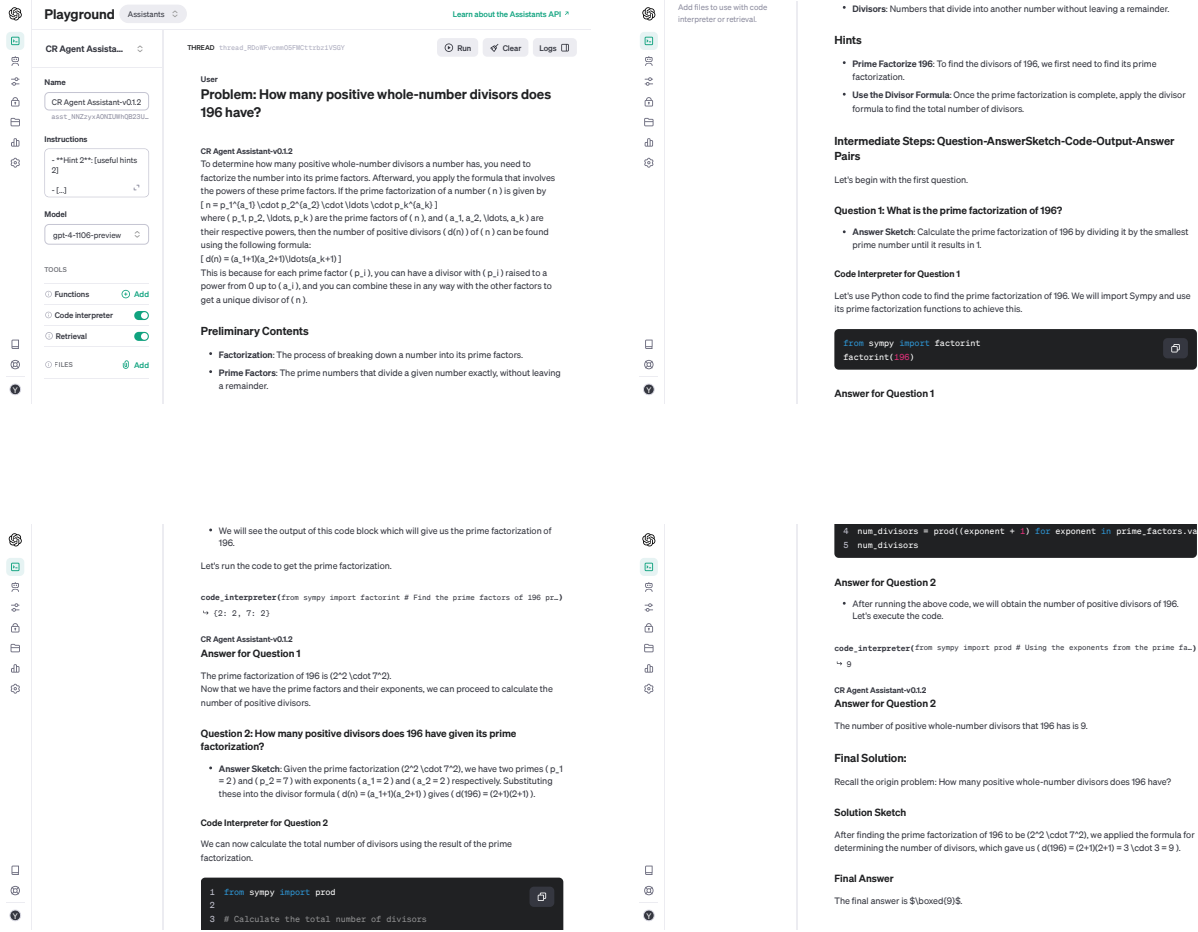 Playground Assistants
Learn about the Assistants API ↗
CR Agent Assista...
THREAD
Run
Clear
Logs
Name
CR Agent Assistant-v0.1.2
Instructions
- **Hint 2**: [useful hints
2]
- [...]
Model
gpt-4-1106-preview
TOOLS
Functions
Add
Code interpreter
Retrieval
FILES
Add
User
Problem: How many positive whole-number divisors does
196 have?
CR Agent Assistant-v0.1.2
To determine how many positive whole-number divisors a number has, you need to
factorize the number into its prime factors. Afterward, you apply the formula that involves
the powers of these prime factors. If the prime factorization of a number ( n ) is given by
[ n = p_1^{a_1} \cdot p_2^{a_2} \cdot \ldots \cdot p_k^{a_k} ]
where ( p_1, p_2, \ldots, p_k ) are the prime factors of ( n ), and ( a_1, a_2, \ldots, a_k ) are
their respective powers, then the number of positive divisors ( d(n) ) of ( n ) can be found
using the following formula:
[ d(n) = (a_1+1)(a_2+1)\ldots(a_k+1) ]
This is because for each prime factor ( p_i ), you can have a divisor with ( p_i ) raised to a
power from 0 up to ( a_i ), and you can combine these in any way with the other factors to
get a unique divisor of ( n ).
Preliminary Contents
• Factorization: The process of breaking down a number into its prime factors.
• Prime Factors: The prime numbers that divide a given number exactly, without leaving
a remainder.
Y
Add files to use with code
interpreter or retrieval.
• Divisors: Numbers that divide into another number without leaving a remainder.
Hints
• Prime Factorize 196: To find the divisors of 196, we first need to find its prime
factorization.
• Use the Divisor Formula: Once the prime factorization is complete, apply the divisor
formula to find the total number of divisors.
Intermediate Steps: Question-AnswerSketch-Code-Output-Answer
Pairs
Let's begin with the first question.
Question 1: What is the prime factorization of 196?
• Answer Sketch: Calculate the prime factorization of 196 by dividing it by the smallest
prime number until it results in 1.
Code Interpreter for Question 1
Let's use Python code to find the prime factorization of 196. We will import Sympy and use
its prime factorization functions to achieve this.
from sympy import factorint
factorint(196)
Answer for Question 1
Y
• We will see the output of this code block which will give us the prime factorization of
196.
Let's run the code to get the prime factorization.
code_interpreter(from sympy import factorint # Find the prime factors of 196 pr…)
↪ {2: 2, 7: 2}
CR Agent Assistant-v0.1.2
Answer for Question 1
The prime factorization of 196 is (2^2 \cdot 7^2).
Now that we have the prime factors and their exponents, we can proceed to calculate the
number of positive divisors.
Question 2: How many positive divisors does 196 have given its prime
factorization?
• Answer Sketch: Given the prime factorization (2^2 \cdot 7^2), we have two primes ( p_1
= 2 ) and ( p_2 = 7 ) with exponents ( a_1 = 2 ) and ( a_2 = 2 ) respectively. Substituting
these into the divisor formula ( d(n) = (a_1+1)(a_2+1) ) gives ( d(196) = (2+1)(2+1) ).
Code Interpreter for Question 2
We can now calculate the total number of divisors using the result of the prime
factorization.
1 from sympy import prod
2
3 # Calculate the total number of divisors
Y
4 num_divisors = prod((exponent + 1) for exponent in prime_factors.va
5 num_divisors
Answer for Question 2
• After running the above code, we will obtain the number of positive divisors of 196.
Let's execute the code.
code_interpreter(from sympy import prod # Using the exponents from the prime fa…)
↪ 9
CR Agent Assistant-v0.1.2
Answer for Question 2
The number of positive whole-number divisors that 196 has is 9.
Final Solution:
Recall the origin problem: How many positive whole-number divisors does 196 have?
Solution Sketch
After finding the prime factorization of 196 to be (2^2 \cdot 7^2), we applied the formula for
determining the number of divisors, which gave us ( d(196) = (2+1)(2+1) = 3 \cdot 3 = 9 ).
Final Answer
The final answer is $\boxed{9}$.
Y